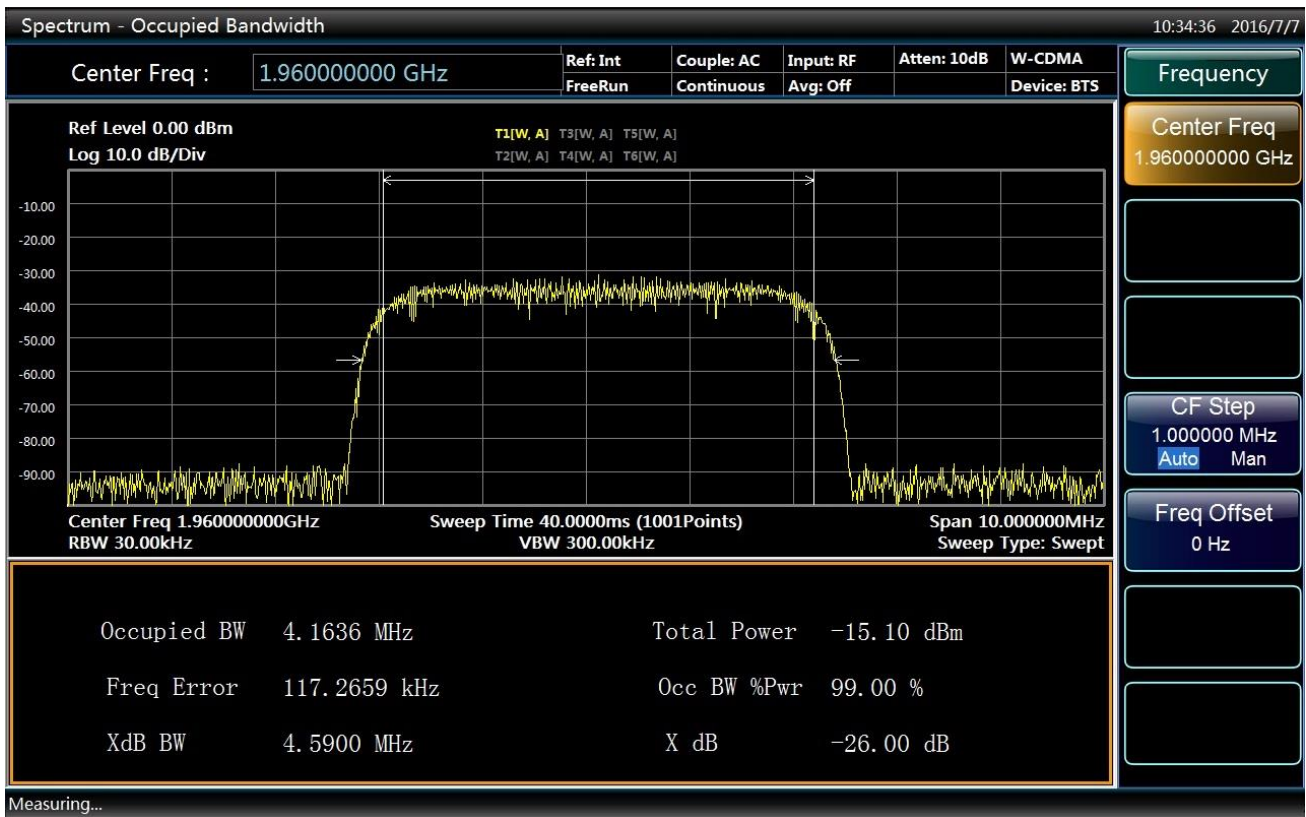 Spectrum - Occupied Bandwidth
10:34:36 2016/7/7
Center Freq : 1.960000000 GHz
Ref: Int Couple: AC Input: RF Atten: 10dB W-CDMA
FreeRun Continuous Avg: Off Device: BTS
Frequency
Center Freq
1.960000000 GHz
CF Step
1.000000 MHz
Auto Man
Freq Offset
0 Hz
Ref Level 0.00 dBm
Log 10.0 dB/Div
T1[W, A] T3[W, A] T5[W, A]
T2[W, A] T4[W, A] T6[W, A]
-10.00
-20.00
-30.00
-40.00
-50.00
-60.00
-70.00
-80.00
-90.00
Center Freq 1.960000000GHz Sweep Time 40.0000ms (1001Points) Span 10.000000MHz
RBW 30.00kHz VBW 300.00kHz Sweep Type: Swept
Occupied BW 4.1636 MHz Total Power -15.10 dBm
Freq Error 117.2659 kHz Occ BW %Pwr 99.00 %
XdB BW 4.5900 MHz X dB -26.00 dB
Measuring...